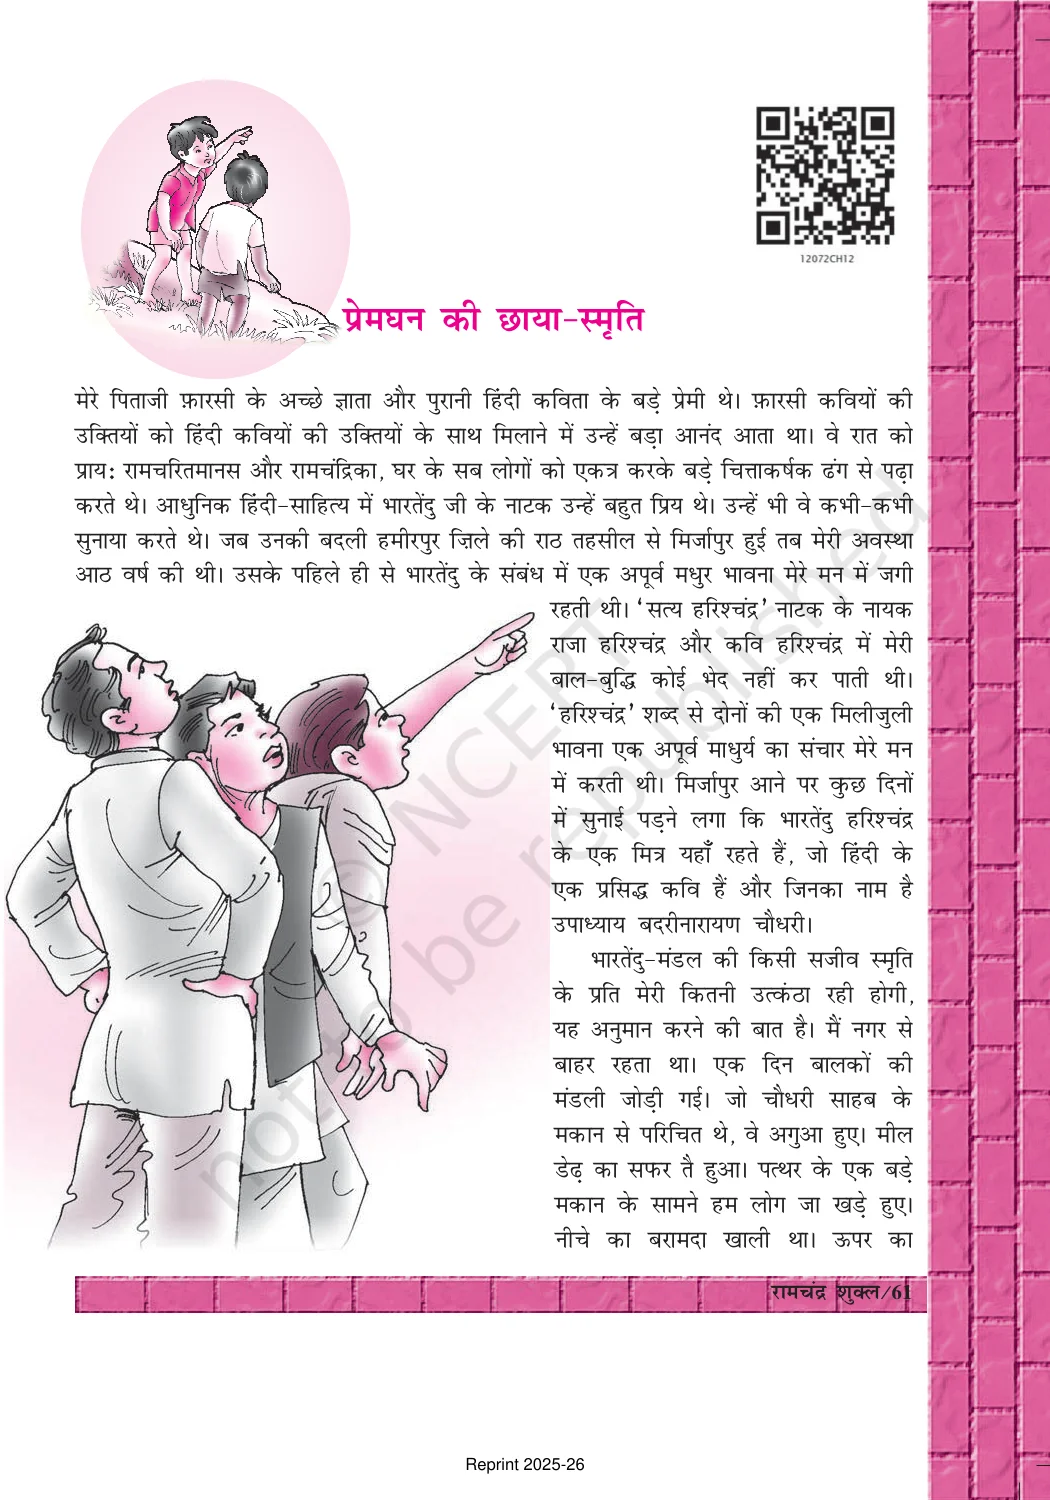 12072CH12
प्रेमघन की छाया-स्मृति
मेरे पिताजी फ़ारसी के अच्छे ज्ञाता और पुरानी हिंदी कविता के बड़े प्रेमी थे। फ़ारसी कवियों की
उक्तियों को हिंदी कवियों की उक्तियों के साथ मिलाने में उन्हें बड़ा आनंद आता था। वे रात को
प्राय: रामचरितमानस और रामचंद्रिका, घर के सब लोगों को एकत्र करके बड़े चित्ताकर्षक ढंग से पढ़ा
करते थे। आधुनिक हिंदी-साहित्य में भारतेंदु जी के नाटक उन्हें बहुत प्रिय थे। उन्हें भी वे कभी-कभी
सुनाया करते थे। जब उनकी बदली हमीरपुर ज़िले की राठ तहसील से मिर्जापुर हुई तब मेरी अवस्था
आठ वर्ष की थी। उसके पहिले ही से भारतेंदु के संबंध में एक अपूर्व मधुर भावना मेरे मन में जगी
रहती थी। ‘सत्य हरिश्चंद्र’ नाटक के नायक
राजा हरिश्चंद्र और कवि हरिश्चंद्र में मेरी
बाल-बुद्धि कोई भेद नहीं कर पाती थी।
‘हरिश्चंद्र’ शब्द से दोनों की एक मिलीजुली
भावना एक अपूर्व माधुर्य का संचार मेरे मन
में करती थी। मिर्जापुर आने पर कुछ दिनों
में सुनाई पड़ने लगा कि भारतेंदु हरिश्चंद्र
के एक मित्र यहाँ रहते हैं, जो हिंदी के
एक प्रसिद्ध कवि हैं और जिनका नाम है
उपाध्याय बदरीनारायण चौधरी।
भारतेंदु-मंडल की किसी सजीव स्मृति
के प्रति मेरी कितनी उत्कंठा रही होगी,
यह अनुमान करने की बात है। मैं नगर से
बाहर रहता था। एक दिन बालकों की
मंडली जोड़ी गई। जो चौधरी साहब के
मकान से परिचित थे, वे अगुआ हुए। मील
डेढ़ का सफर तै हुआ। पत्थर के एक बड़े
मकान के सामने हम लोग जा खड़े हुए।
नीचे का बरामदा खाली था। ऊपर का
© NCERT
not to be republished
रामचंद्र शुक्ल/61
Reprint 2025-26